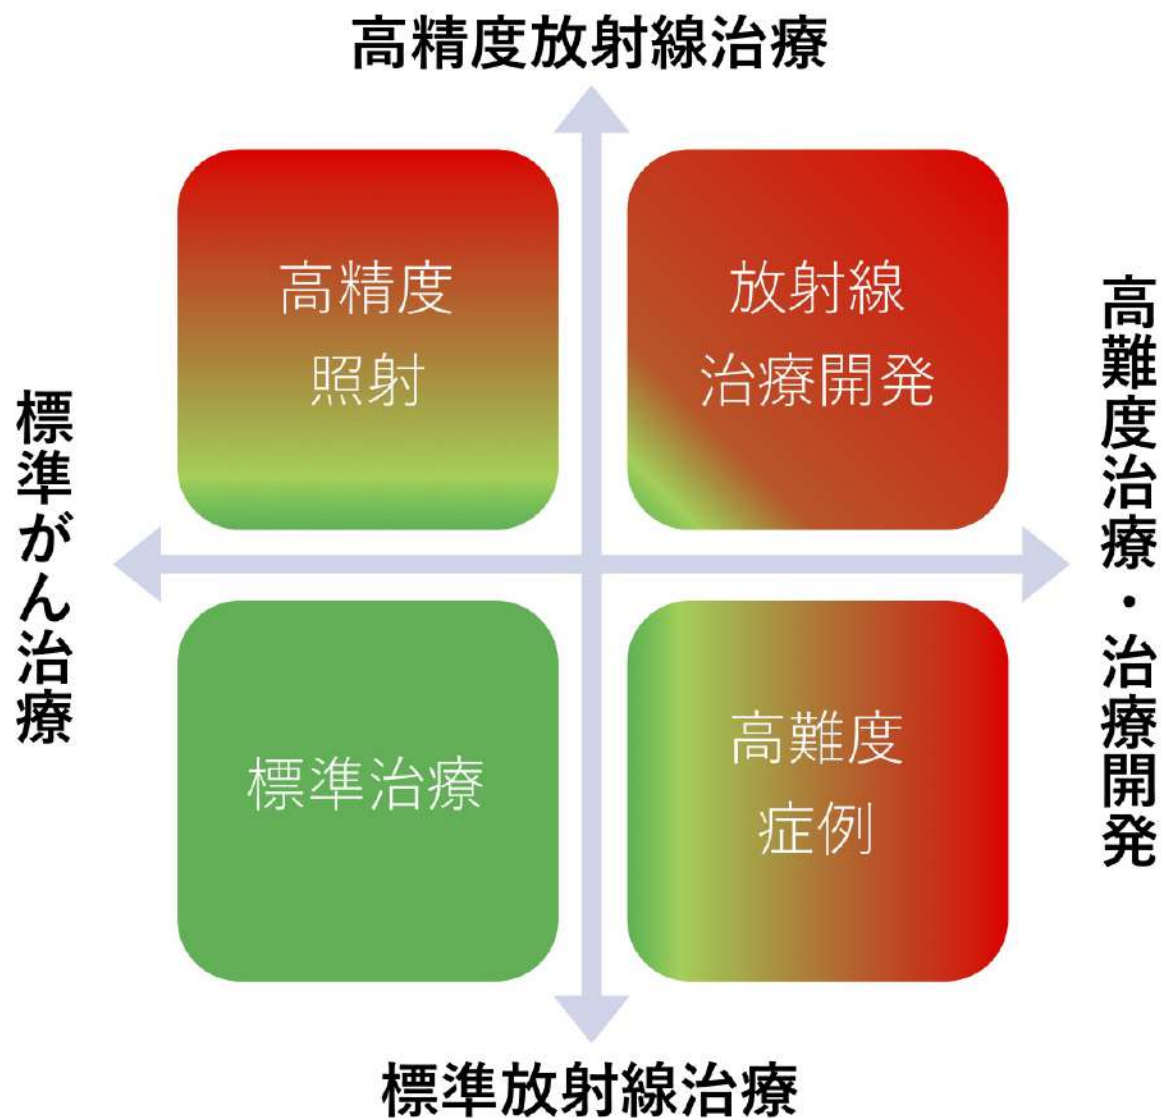 高精度放射線治療
高精度
照射
放射線
治療開発
標準がん治療
高難度治療・治療開発
標準治療
高難度
症例
標準放射線治療